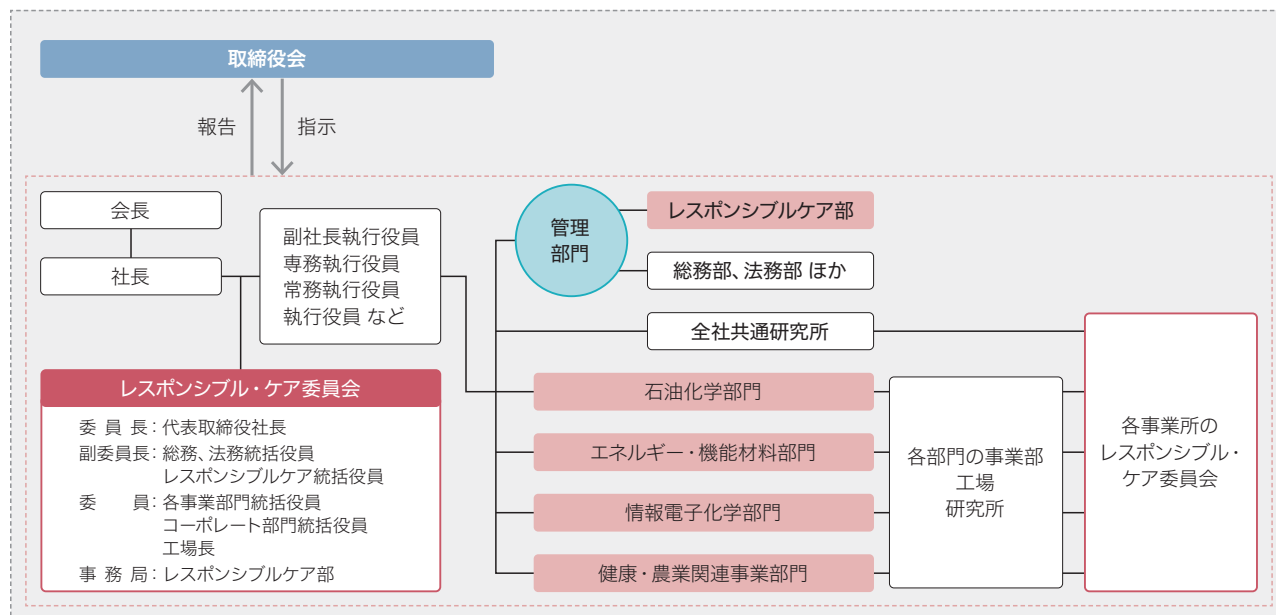 取締役会
報告
指示
会長
社長
副社長執行役員
専務執行役員
常務執行役員
執行役員 など
レスポンシブル・ケア委員会
委員長：代表取締役社長
副委員長：総務、法務統括役員
レスポンシブルケア統括役員
委員：各事業部門統括役員
コーポレート部門統括役員
工場長
事務局：レスポンシブルケア部
管理
部門
レスポンシブルケア部
総務部、法務部 ほか
全社共通研究所
石油化学部門
エネルギー・機能材料部門
情報電子化学部門
健康・農業関連事業部門
各部門の事業部
工場
研究所
各事業所の
レスポンシブル・
ケア委員会